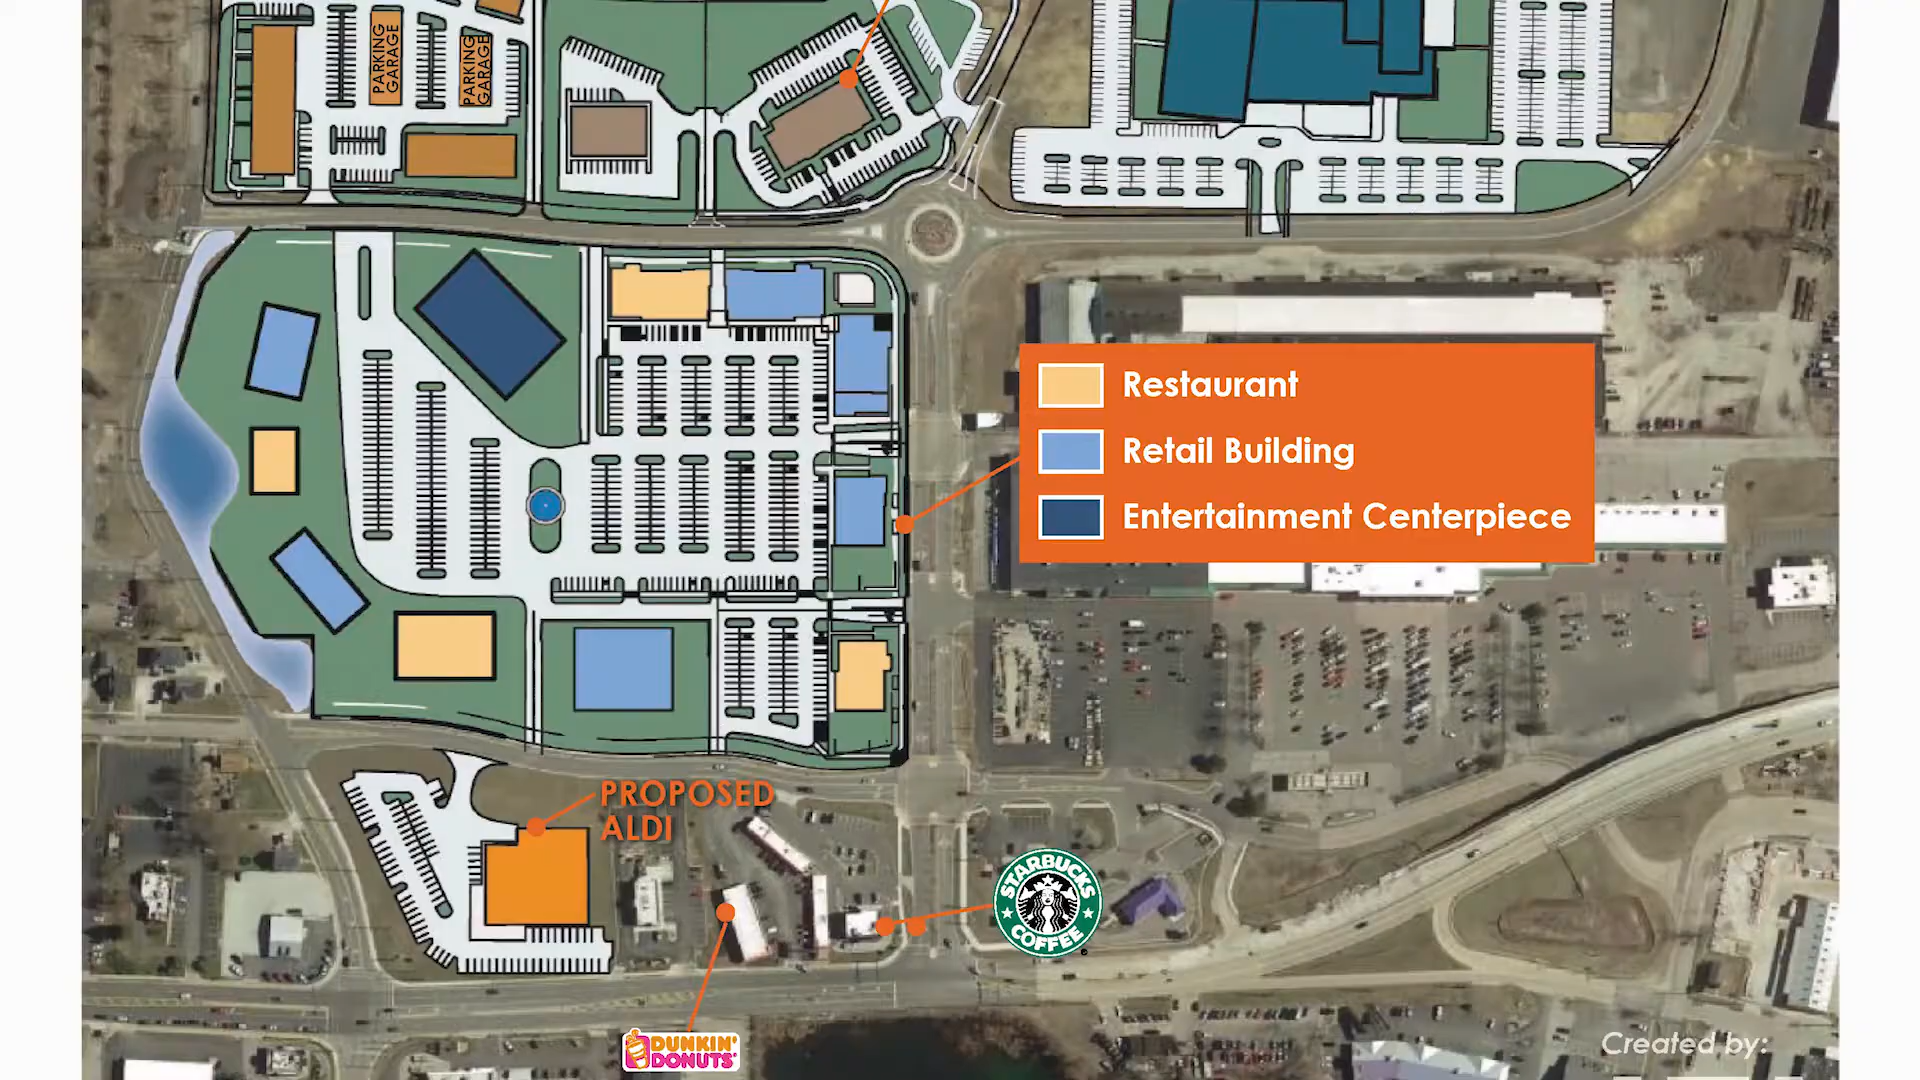 PARKING
GARAGE
PARKING
GARAGE
Restaurant
Retail Building
Entertainment Centerpiece
PROPOSED
ALDI
STARBUCKS
COFFEE
DUNKIN'
DONUTS
Created by: